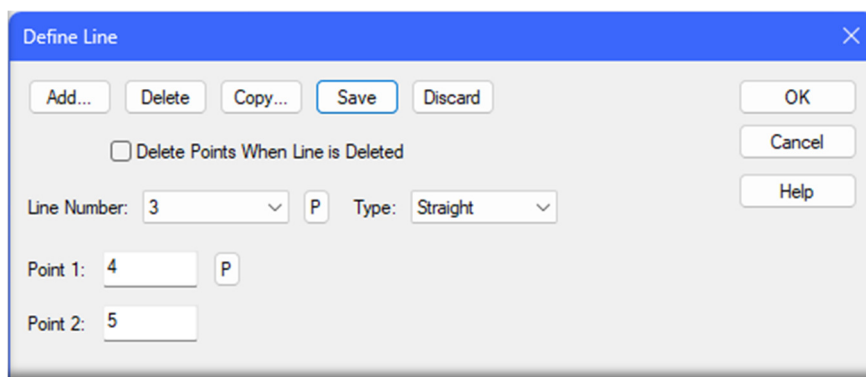 Define Line
Add... Delete Copy... Save Discard OK
Delete Points When Line is Deleted Cancel
Line Number: 3 P Type: Straight Help
Point 1: 4 P
Point 2: 5